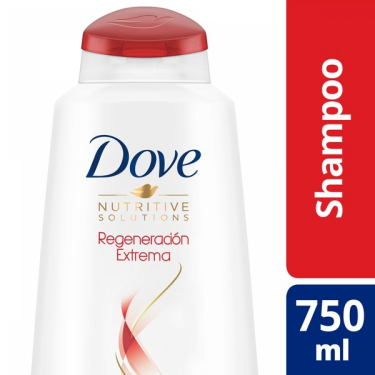 Dove
NUTRITIVE
SOLUTIONS
Regeneración
Extrema
Shampoo
750
ml